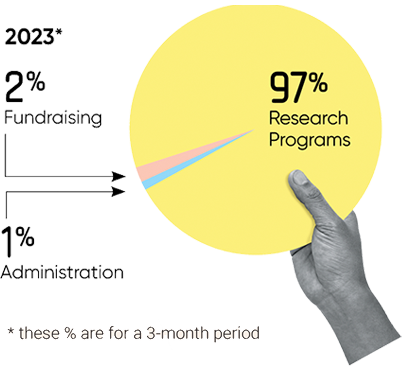 2023*
2%
Fundraising
97%
Research
Programs
1%
Administration
* these % are for a 3-month period